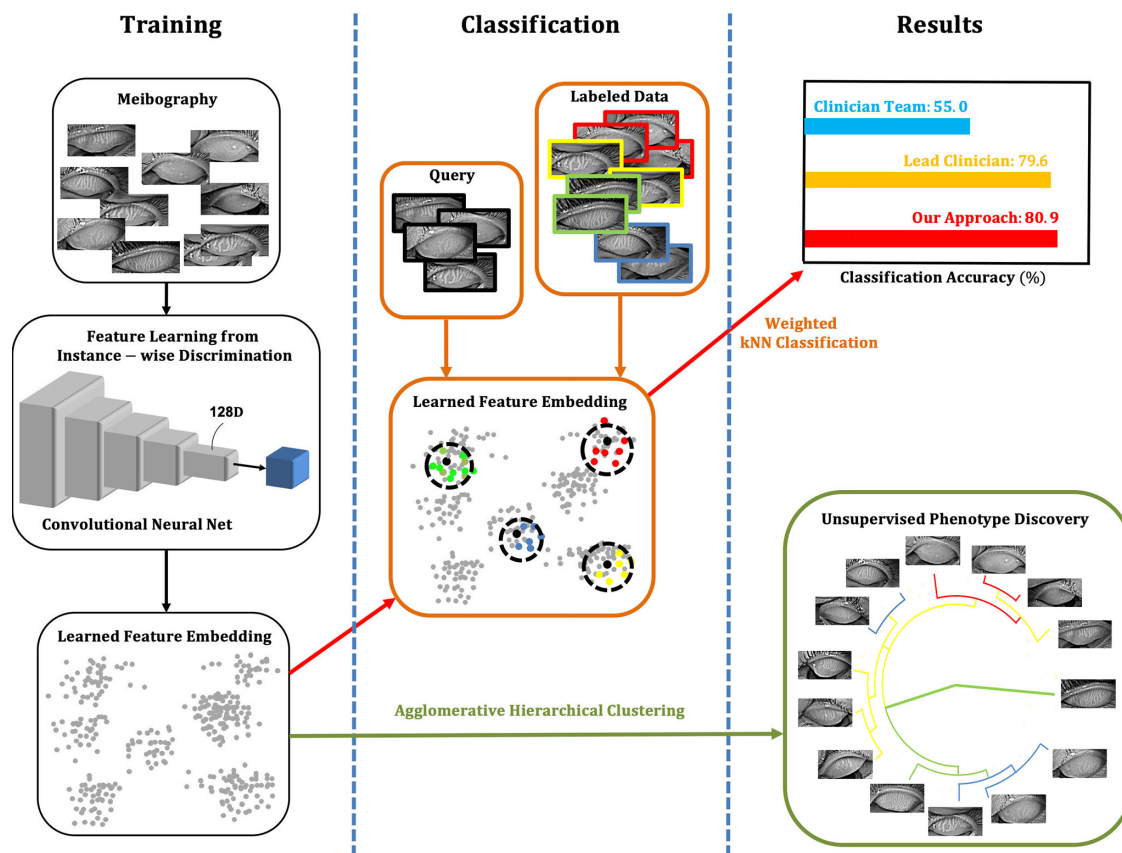 Training
Meibography
Feature Learning from
Instance – wise Discrimination
128D
Convolutional Neural Net
Learned Feature Embedding
Classification
Query
Labeled Data
Learned Feature Embedding
Weighted
kNN Classification
Agglomerative Hierarchical Clustering
Results
Clinician Team: 55.0
Lead Clinician: 79.6
Our Approach: 80.9
Classification Accuracy (%)
Unsupervised Phenotype Discovery